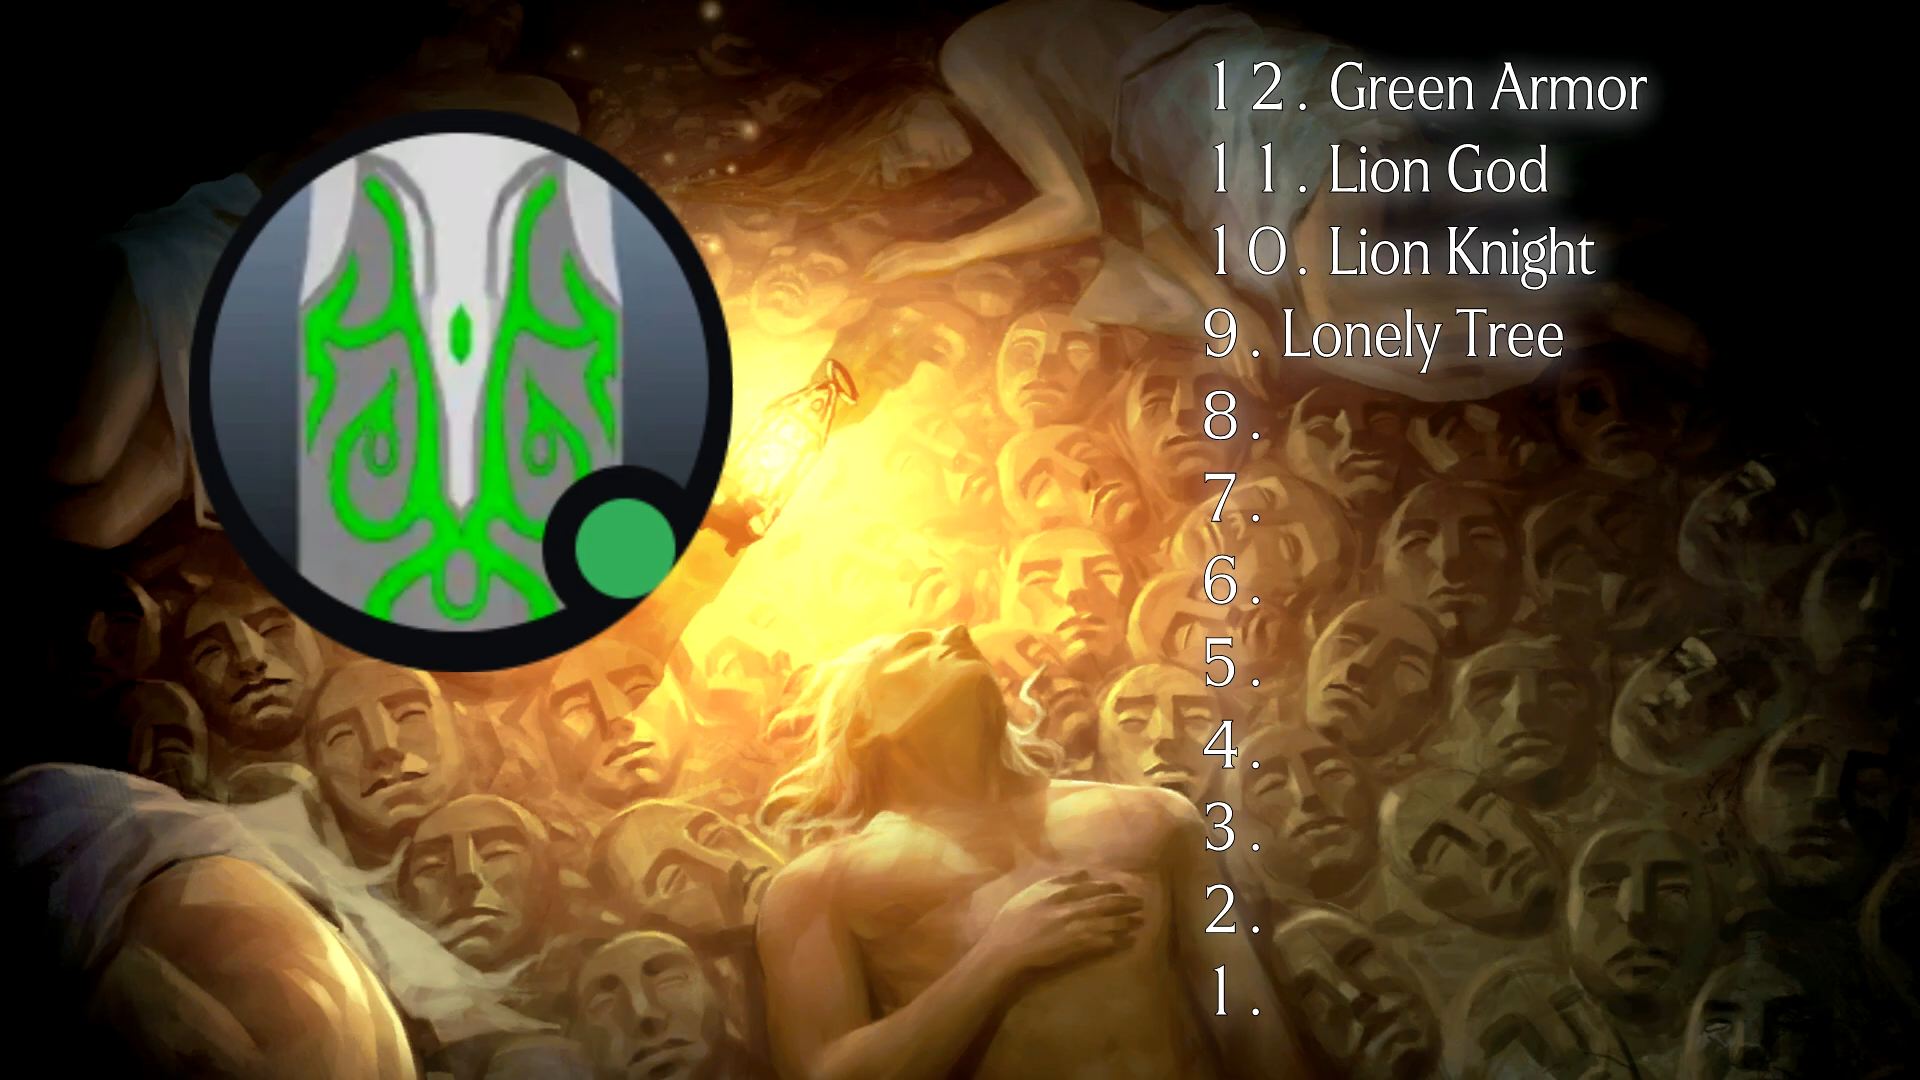 12. Green Armor
11. Lion God
10. Lion Knight
9. Lonely Tree
8.
7.
6.
5.
4.
3.
2.
1.